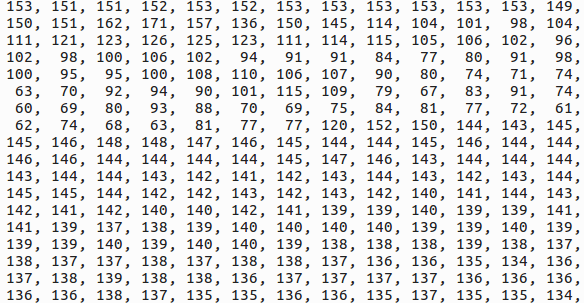 153, 151, 151, 152, 153, 152, 153, 153, 153, 153, 153, 153, 149,
150, 151, 162, 171, 157, 136, 150, 145, 114, 104, 101, 98, 104,
111, 121, 123, 126, 125, 123, 111, 114, 115, 105, 106, 102, 96,
102, 98, 100, 106, 102, 94, 91, 91, 84, 77, 80, 91, 98,
100, 95, 95, 100, 108, 110, 106, 107, 90, 80, 74, 71, 74,
63, 70, 92, 94, 90, 101, 115, 109, 79, 67, 83, 91, 74,
60, 69, 80, 93, 88, 70, 69, 75, 84, 81, 77, 72, 61,
62, 74, 68, 63, 81, 77, 77, 120, 152, 150, 144, 143, 145,
145, 146, 148, 148, 147, 146, 145, 144, 144, 145, 146, 144, 144,
146, 146, 144, 144, 144, 144, 145, 147, 146, 143, 144, 144, 144,
143, 144, 144, 143, 142, 141, 142, 143, 144, 143, 142, 143, 144,
145, 145, 144, 142, 142, 143, 142, 143, 142, 140, 141, 144, 143,
142, 141, 142, 140, 140, 142, 141, 139, 139, 140, 139, 139, 141,
141, 139, 137, 138, 139, 140, 140, 140, 140, 139, 139, 138, 139,
139, 139, 140, 139, 140, 140, 139, 138, 138, 138, 139, 138, 137,
138, 137, 137, 138, 137, 138, 138, 137, 136, 136, 135, 134, 136,
137, 138, 139, 138, 138, 136, 137, 137, 137, 137, 136, 136, 136,
136, 136, 138, 137, 135, 135, 136, 136, 135, 137, 135, 135, 134,